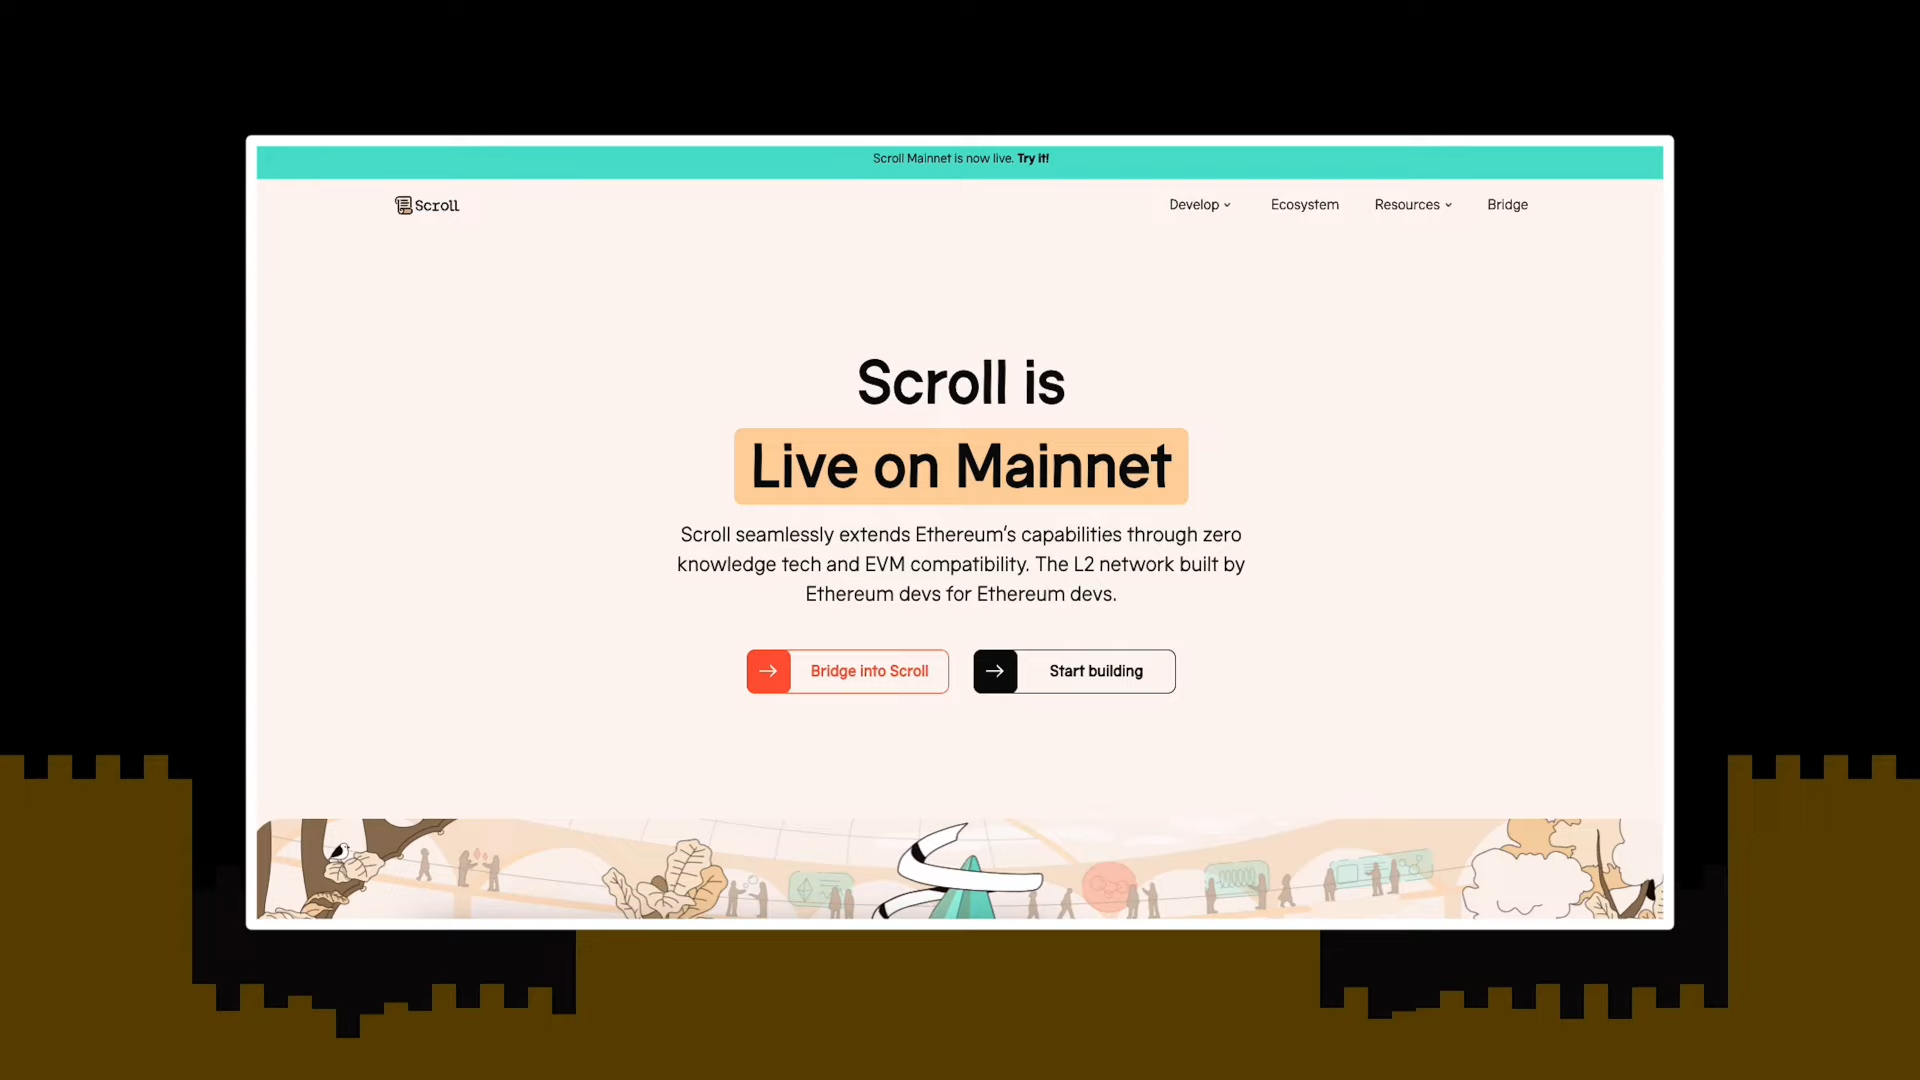 Scroll Mainnet is now live. Try it!
Scroll
Develop
Ecosystem
Resources
Bridge
Scroll is
Live on Mainnet
Scroll seamlessly extends Ethereum’s capabilities through zero
knowledge tech and EVM compatibility. The L2 network built by
Ethereum devs for Ethereum devs.
Bridge into Scroll
Start building